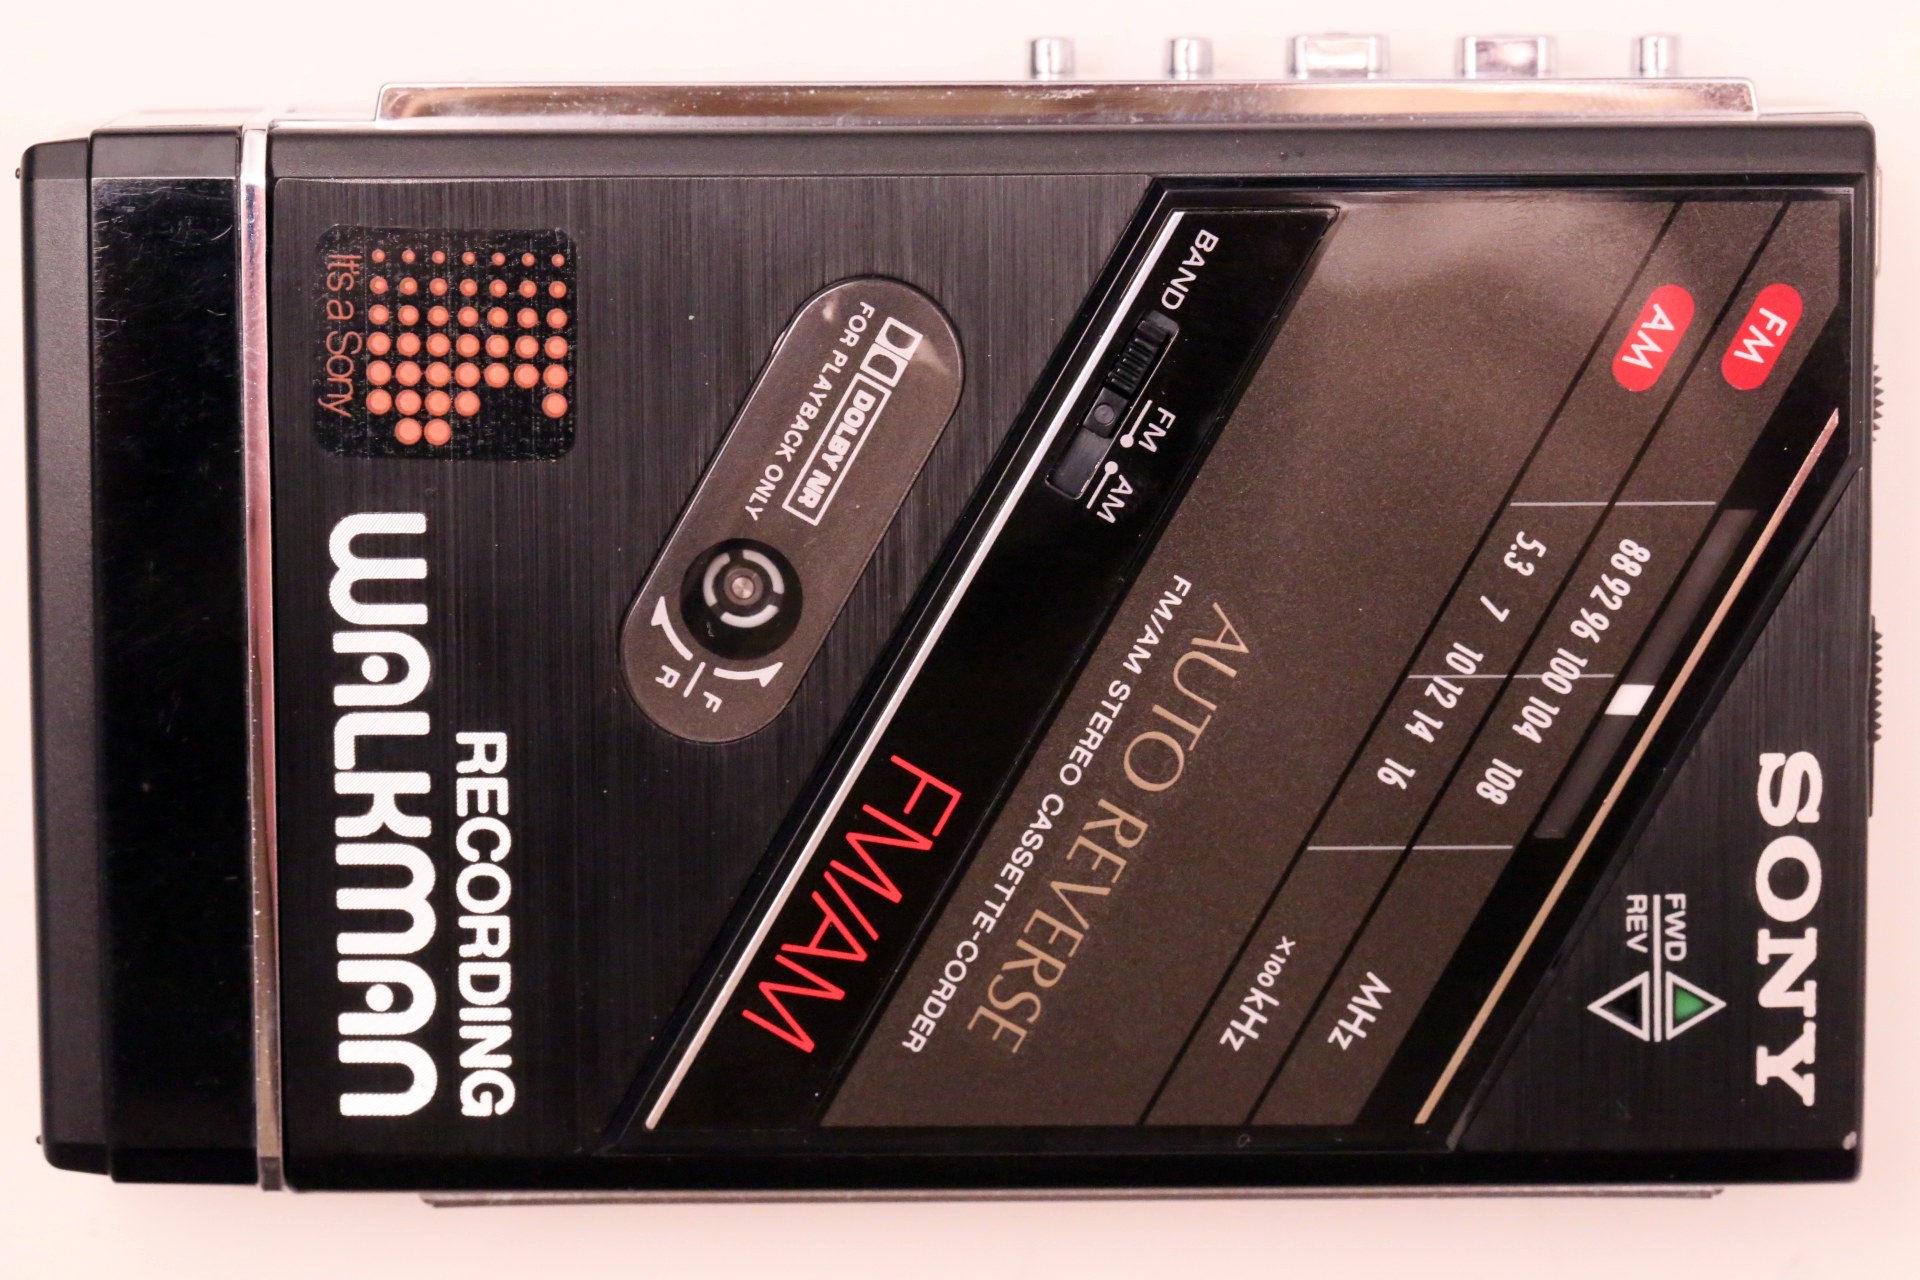 SONY
FWD
REV
FM
88 92 96 100 104 108
MHz
AM
5.3 7 10 12 14 16
x100kHz
AUTO REVERSE
FM/AM STEREO CASSETTE-CORDER
BAND
FM
AM
FM/AM
DOLBY NR
FOR PLAYBACK ONLY
F
R
RECORDING
WALKMAN
It's a Sony